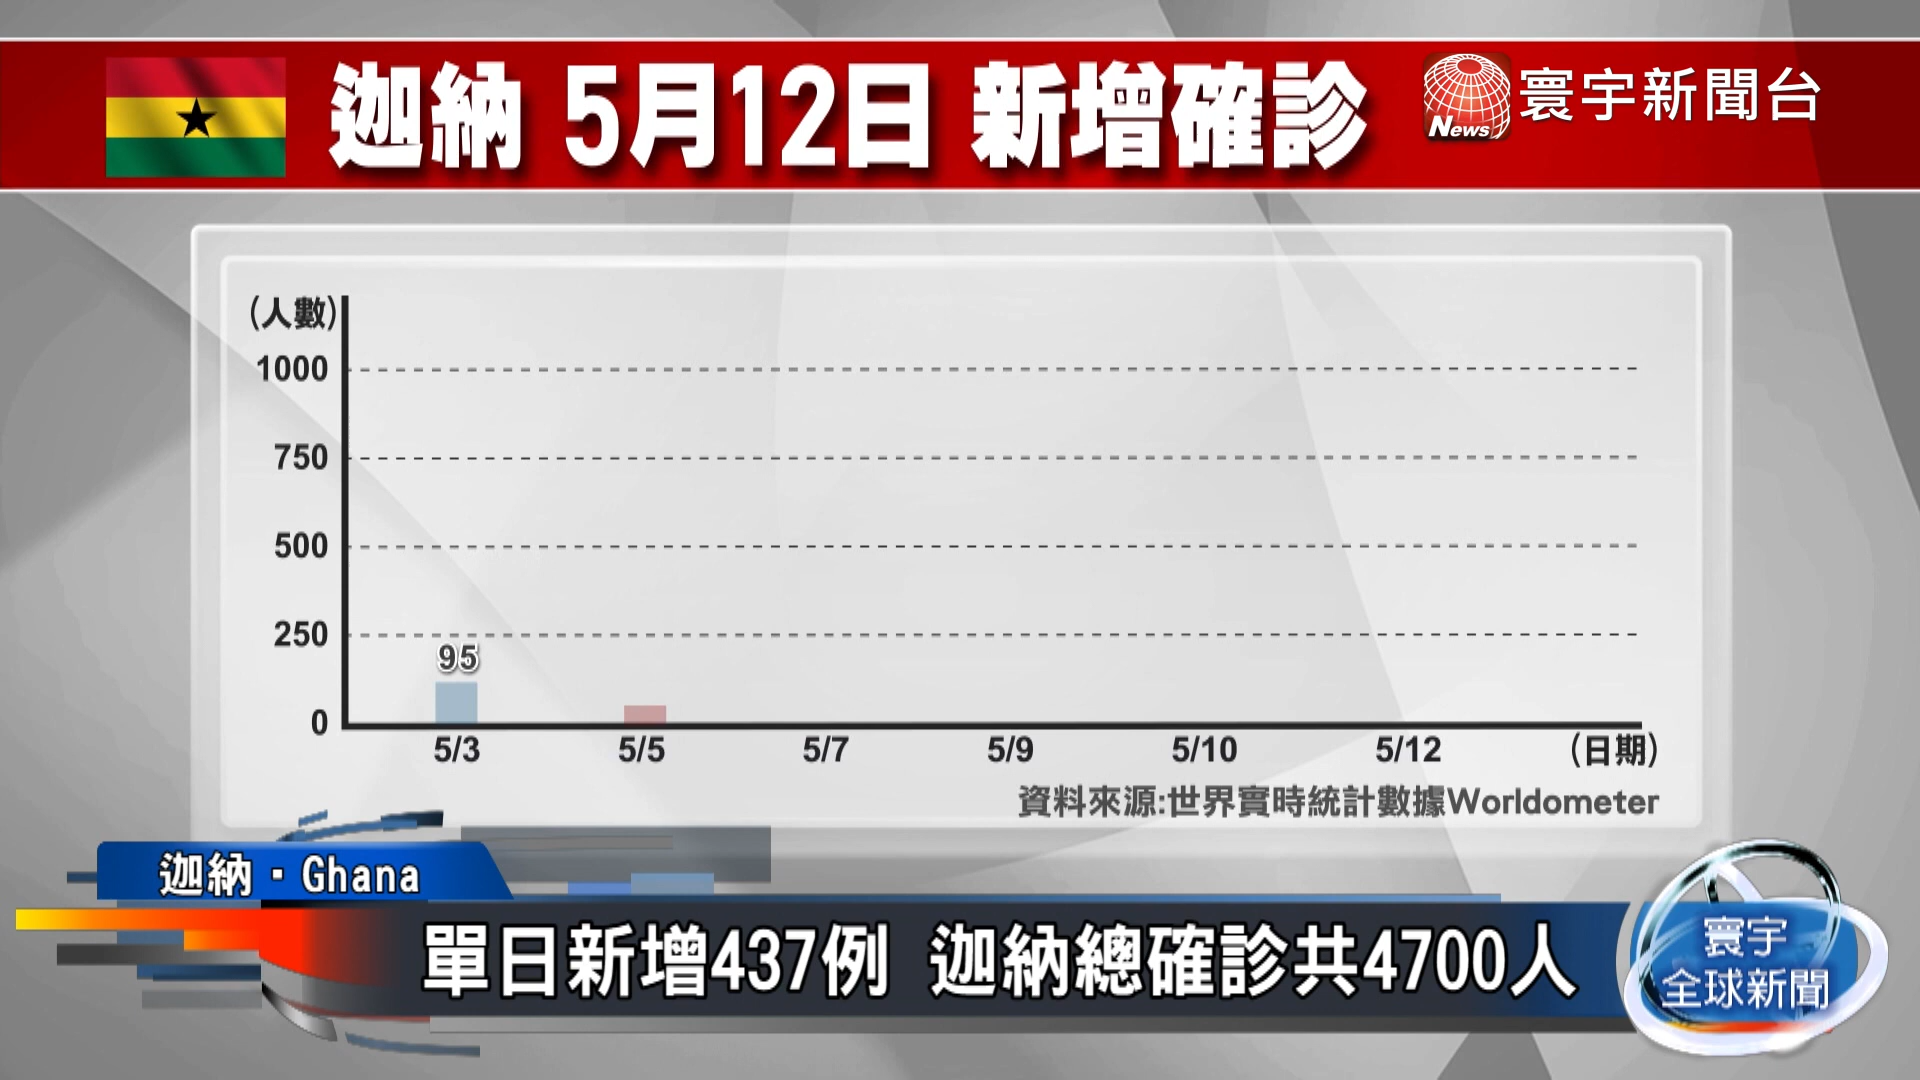 迦納 5月12日 新增確診
News 寰宇新聞台
(人數)
1000
750
500
250
0
95
5/3 5/5 5/7 5/9 5/10 5/12 (日期)
資料來源:世界實時統計數據Worldometer
迦納·Ghana
單日新增437例 迦納總確診共4700人
寰宇
全球新聞